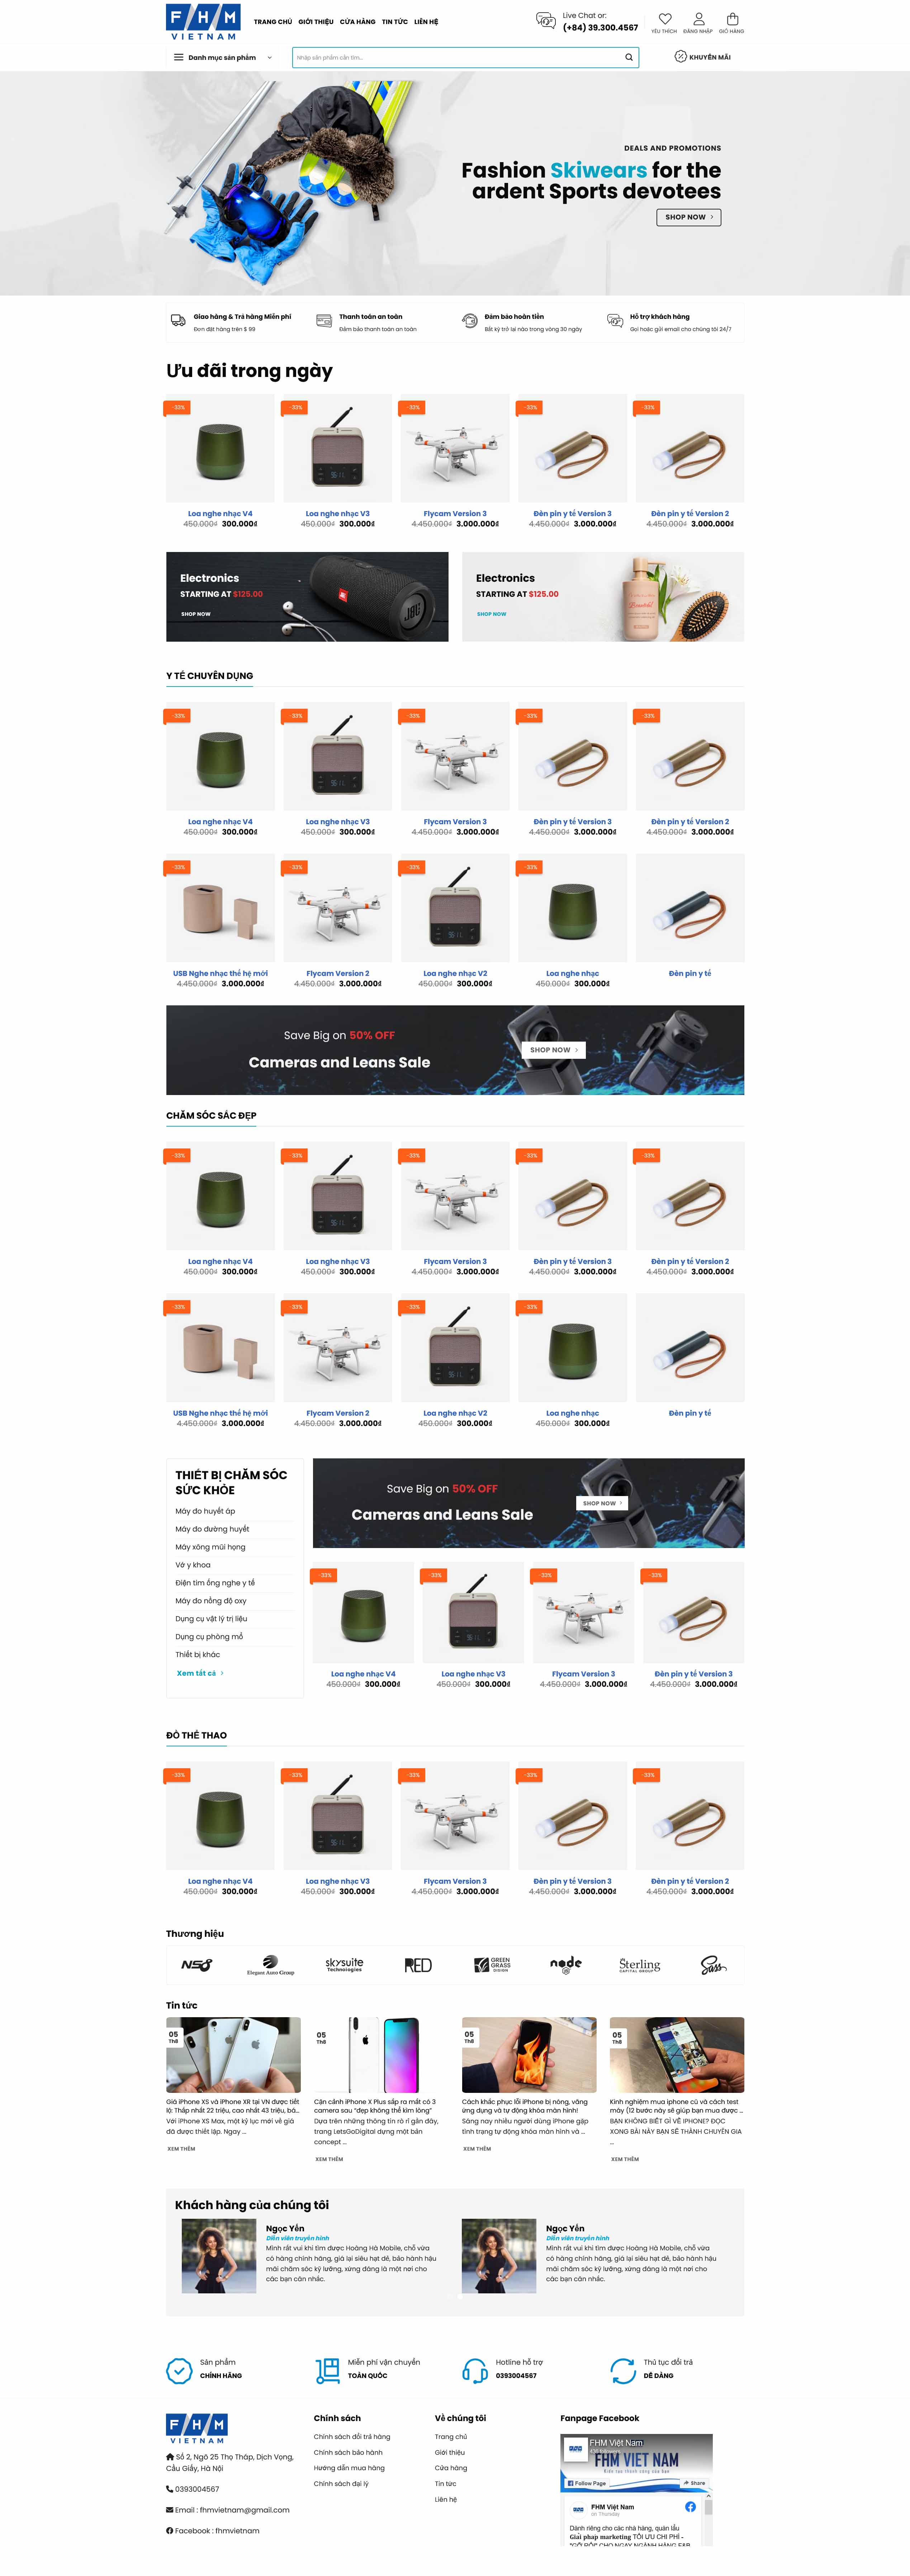 FHM
VIETNAM
TRANG CHỦ GIỚI THIỆU CỬA HÀNG TIN TỨC LIÊN HỆ
Live Chat or:
(+84) 39.300.4567
YÊU THÍCH ĐĂNG NHẬP GIỎ HÀNG
Danh mục sản phẩm
Nhập sản phẩm cần tìm...
KHUYẾN MÃI
DEALS AND PROMOTIONS
Fashion Skiwears for the
ardent Sports devotees
SHOP NOW
Giao hàng & Trả hàng Miễn phí
Đơn đặt hàng trên $ 99
Thanh toán an toàn
Đảm bảo thanh toán an toàn
Đảm bảo hoàn tiền
Bất kỳ trở lại nào trong vòng 30 ngày
Hỗ trợ khách hàng
Gọi hoặc gửi email cho chúng tôi 24/7
Ưu đãi trong ngày
-33% -33% -33% -33% -33%
Loa nghe nhạc V4 Loa nghe nhạc V3 Flycam Version 3 Đèn pin y tế Version 3 Đèn pin y tế Version 2
450.000₫ 300.000₫ 450.000₫ 300.000₫ 4.450.000₫ 3.000.000₫ 4.450.000₫ 3.000.000₫ 4.450.000₫ 3.000.000₫
Electronics
STARTING AT $125.00
SHOP NOW
JBL
Electronics
STARTING AT $125.00
SHOP NOW
Y TẾ CHUYÊN DỤNG
-33% -33% -33% -33% -33%
Loa nghe nhạc V4 Loa nghe nhạc V3 Flycam Version 3 Đèn pin y tế Version 3 Đèn pin y tế Version 2
450.000₫ 300.000₫ 450.000₫ 300.000₫ 4.450.000₫ 3.000.000₫ 4.450.000₫ 3.000.000₫ 4.450.000₫ 3.000.000₫
-33% -33% -33% -33%
USB Nghe nhạc thế hệ mới Flycam Version 2 Loa nghe nhạc V2 Loa nghe nhạc Đèn pin y tế
4.450.000₫ 3.000.000₫ 4.450.000₫ 3.000.000₫ 450.000₫ 300.000₫ 450.000₫ 300.000₫
Save Big on 50% OFF
Cameras and Leans Sale
SHOP NOW
CHĂM SÓC SẮC ĐẸP
-33% -33% -33% -33% -33%
Loa nghe nhạc V4 Loa nghe nhạc V3 Flycam Version 3 Đèn pin y tế Version 3 Đèn pin y tế Version 2
450.000₫ 300.000₫ 450.000₫ 300.000₫ 4.450.000₫ 3.000.000₫ 4.450.000₫ 3.000.000₫ 4.450.000₫ 3.000.000₫
-33% -33% -33% -33%
USB Nghe nhạc thế hệ mới Flycam Version 2 Loa nghe nhạc V2 Loa nghe nhạc Đèn pin y tế
4.450.000₫ 3.000.000₫ 4.450.000₫ 3.000.000₫ 450.000₫ 300.000₫ 450.000₫ 300.000₫
THIẾT BỊ CHĂM SÓC
SỨC KHỎE
Máy đo huyết áp
Máy đo đường huyết
Máy xông mũi họng
Vớ y khoa
Điện tim ống nghe y tế
Máy đo nồng độ oxy
Dụng cụ vật lý trị liệu
Dụng cụ phòng mổ
Thiết bị khác
Xem tất cả
Save Big on 50% OFF
Cameras and Leans Sale
SHOP NOW
-33% -33% -33% -33%
Loa nghe nhạc V4 Loa nghe nhạc V3 Flycam Version 3 Đèn pin y tế Version 3
450.000₫ 300.000₫ 450.000₫ 300.000₫ 4.450.000₫ 3.000.000₫ 4.450.000₫ 3.000.000₫
ĐỒ THỂ THAO
-33% -33% -33% -33% -33%
Loa nghe nhạc V4 Loa nghe nhạc V3 Flycam Version 3 Đèn pin y tế Version 3 Đèn pin y tế Version 2
450.000₫ 300.000₫ 450.000₫ 300.000₫ 4.450.000₫ 3.000.000₫ 4.450.000₫ 3.000.000₫ 4.450.000₫ 3.000.000₫
Thương hiệu
NS8
Elegant Auto Group
skysuite
Technologies
RED
GREEN
GRASS
DESIGN
node
JS
Sterling
CAPITAL GROUP
Sass
Tin tức
05
Th8
Giá iPhone XS và iPhone XR tại VN được tiết
lộ: Thấp nhất 22 triệu, cao nhất 43 triệu, bả...
Với iPhone XS Max, một kỷ lục mới về giá
đã được thiết lập. Ngay ...
XEM THÊM
05
Th8
Cận cảnh iPhone X Plus sắp ra mắt có 3
camera sau "đẹp không thể kìm lòng"
Dựa trên những thông tin rò rỉ gần đây,
trang LetsGoDigital dựng một bản
concept ...
XEM THÊM
05
Th8
Cách khắc phục lỗi iPhone bị nóng, văng
ứng dụng và tự động khóa màn hình!
Sáng nay nhiều người dùng iPhone gặp
tình trạng tự động khóa màn hình và ...
XEM THÊM
05
Th8
Kinh nghiệm mua iphone cũ và cách test
máy (12 bước này sẽ giúp bạn mua được ...
BẠN KHÔNG BIẾT GÌ VỀ IPHONE? ĐỌC
XONG BÀI NÀY BẠN SẼ THÀNH CHUYÊN GIA
...
XEM THÊM
Khách hàng của chúng tôi
Ngọc Yến
Diễn viên truyền hình
Mình rất vui khi tìm được Hoàng Hà Mobile, chỗ vừa
có hàng chính hãng, giá lại siêu hạt dẻ, bảo hành hậu
mãi chăm sóc kỹ lưỡng, xứng đáng là một nơi cho
các bạn cân nhắc.
Ngọc Yến
Diễn viên truyền hình
Mình rất vui khi tìm được Hoàng Hà Mobile, chỗ vừa
có hàng chính hãng, giá lại siêu hạt dẻ, bảo hành hậu
mãi chăm sóc kỹ lưỡng, xứng đáng là một nơi cho
các bạn cân nhắc.
Sản phẩm
CHÍNH HÃNG
Miễn phí vận chuyển
TOÀN QUỐC
Hotline hỗ trợ
0393004567
Thủ tục đổi trả
DỄ DÀNG
FHM
VIETNAM
Số 2, Ngõ 25 Thọ Tháp, Dịch Vọng,
Cầu Giấy, Hà Nội
0393004567
Email : fhmvietnam@gmail.com
Facebook : fhmvietnam
Chính sách
Chính sách đổi trả hàng
Chính sách bảo hành
Hướng dẫn mua hàng
Chính sách đại lý
Về chúng tôi
Trang chủ
Giới thiệu
Cửa hàng
Tin tức
Liên hệ
Fanpage Facebook
FHM Việt Nam
FHM VIET NAM
Follow Page
Share
FHM Việt Nam
on Thursday
Dành riêng cho các nhà hàng, quán lẩu
Giải pháp marketing TỐI ƯU CHI PHÍ -